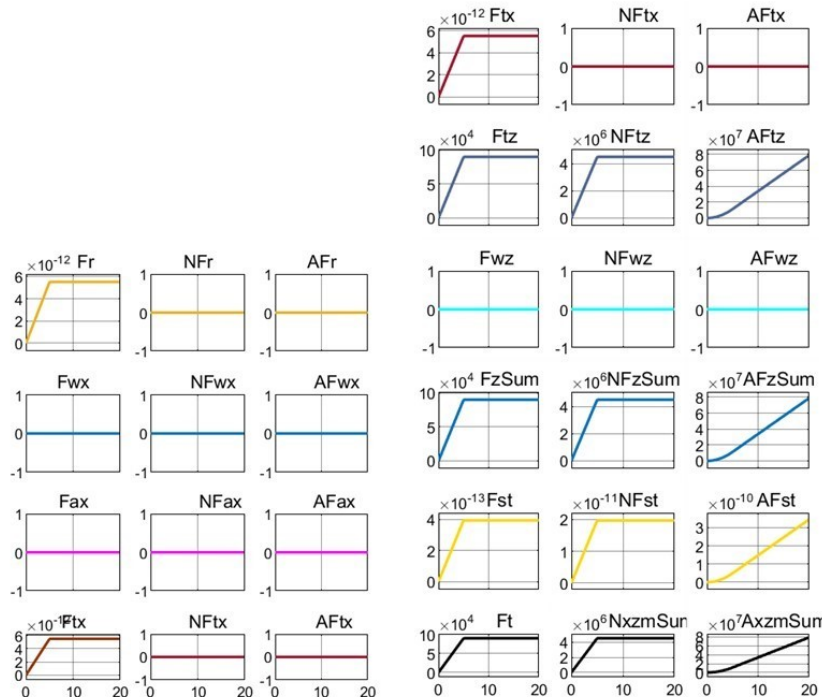 ×10⁻¹² Ftx NFtx AFtx
6 1 1
4
2 0 0
0
-1 -1
×10⁴ Ftz ×10⁶ NFtz ×10⁷ AFtz
10 8
4 6
5 2 4
2
0 0 0
Fwz NFwz AFwz
1 1 1
0 0 0
-1 -1 -1
×10⁴ FzSum ×10⁶NFzSum ×10⁷AFzSum
10 8
4 6
5 2 4
2
0 0 0
×10⁻¹³Fst ×10⁻¹¹NFst ×10⁻¹⁰ AFst
4 2 3
2 1 2
1
0 0 0
×10⁴ Ft ×10⁶NxzmSum ×10⁷AxzmSum
10 8
4 6
5 2 4
2
0 0 0
0 10 20 0 10 20 0 10 20
×10⁻¹² Fr NFr AFr
6 1 1
4
2 0 0
0
-1 -1
Fwx NFwx AFwx
1 1 1
0 0 0
-1 -1 -1
Fax NFax AFax
1 1 1
0 0 0
-1 -1 -1
Ftx NFtx AFtx
6 1 1
4
2 0 0
0
-1 -1
0 10 20 0 10 20 0 10 20